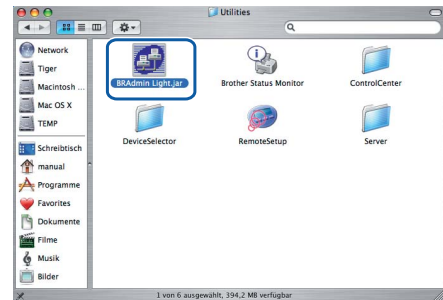 Utilities
Network
Tiger
Macintosh ...
Mac OS X
TEMP
Schreibtisch
manual
Programme
Favorites
Dokumente
Filme
Musik
Bilder
BRAdmin Light.jar
Brother Status Monitor
ControlCenter
DeviceSelector
RemoteSetup
Server
1 von 6 ausgewählt, 394,2 MB verfügbar